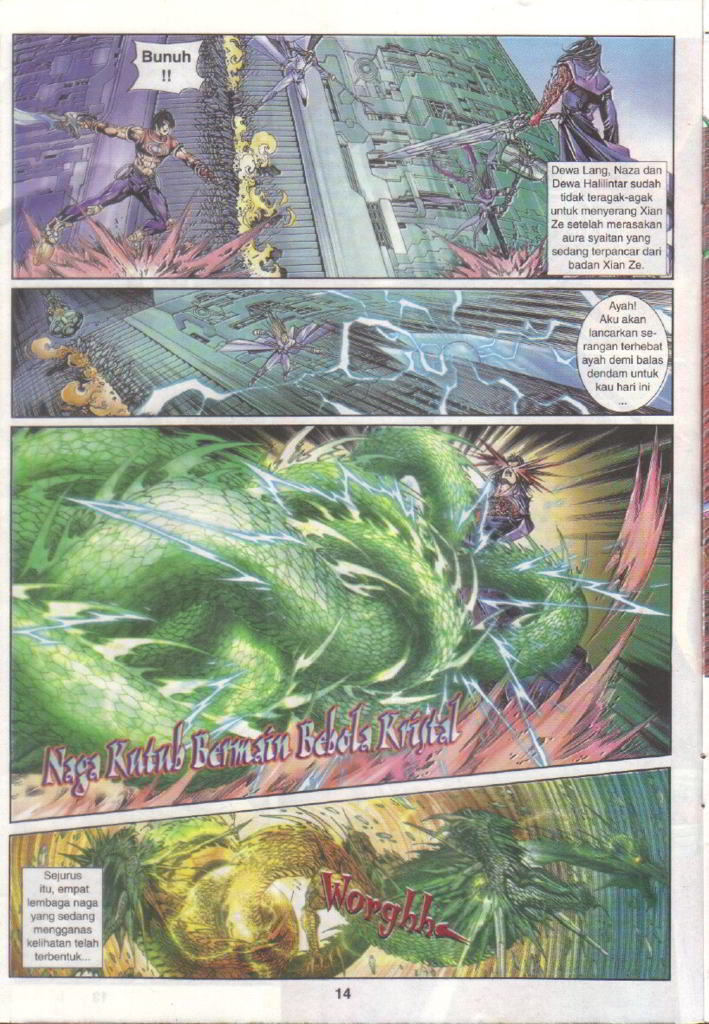 Bunuh
!!
Dewa Lang, Naza dan
Dewa Halilintar sudah
tidak teragak-agak
untuk menyerang Xian
Ze setelah merasakan
aura syaitan yang
sedang terpancar dari
badan Xian Ze.
Ayah!
Aku akan
lancarkan se-
rangan terhebat
ayah demi balas
dendam untuk
kau hari ini
...
Naga Kutub Bermain Bebola Kristal
Sejurus
itu, empat
lembaga naga
yang sedang
mengganas
kelihatan telah
terbentuk...
Worghh
14